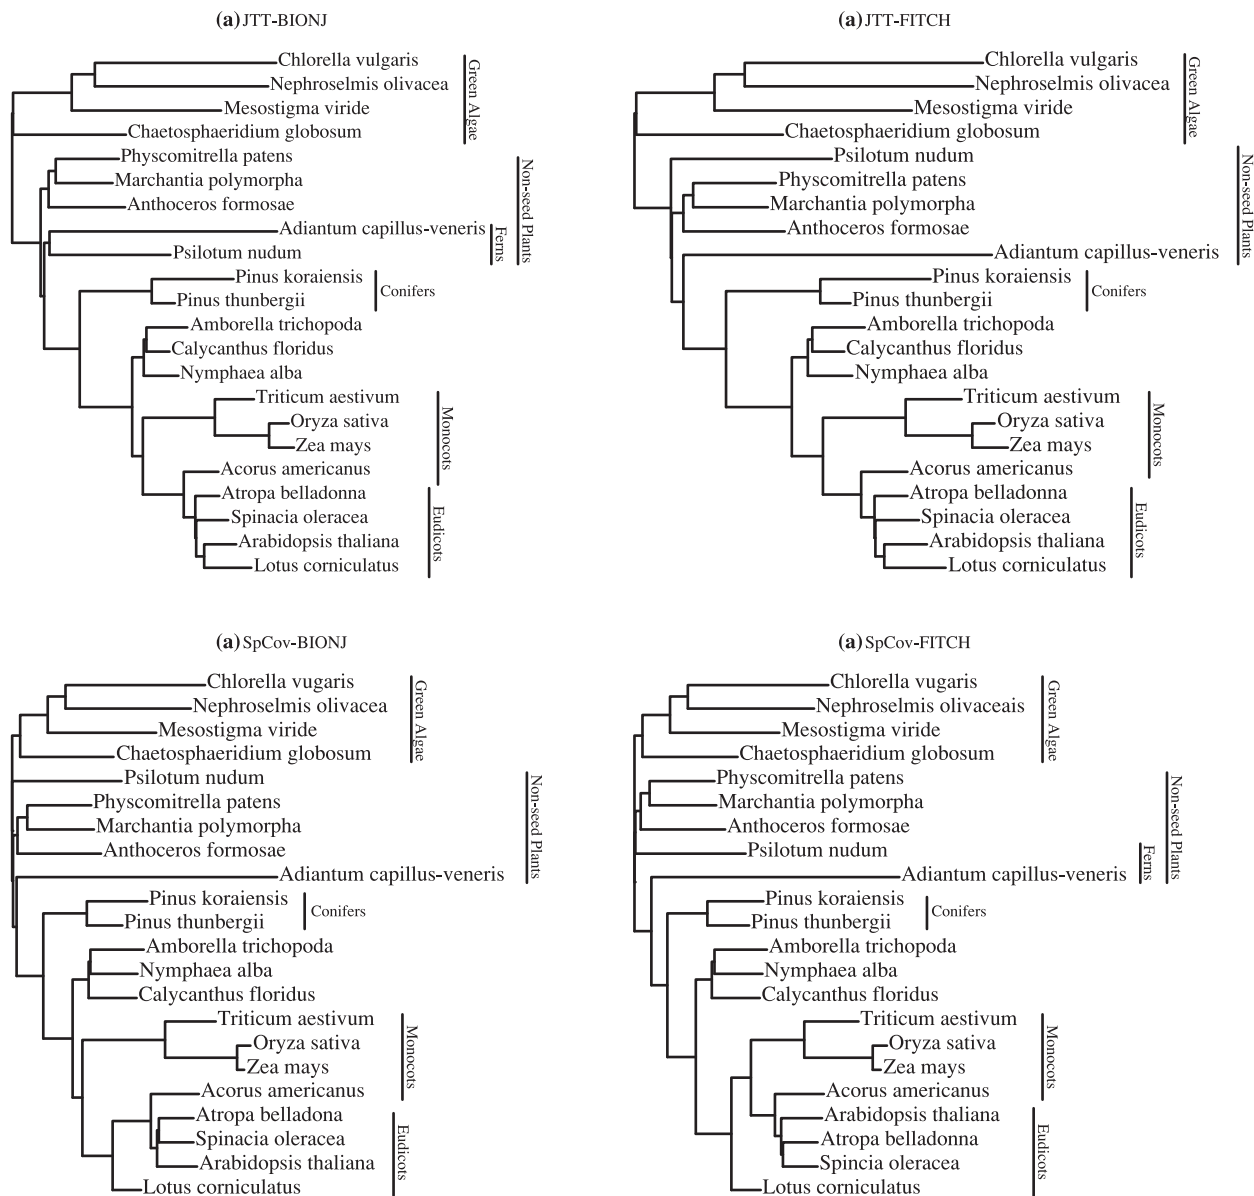 (a) JTT-BIONJ
Chlorella vulgaris
Nephroselmis olivacea
Mesostigma viride
Chaetosphaeridium globosum
Physcomitrella patens
Marchantia polymorpha
Anthoceros formosae
Adiantum capillus-veneris
Psilotum nudum
Pinus koraiensis
Pinus thunbergii
Amborella trichopoda
Calycanthus floridus
Nymphaea alba
Triticum aestivum
Oryza sativa
Zea mays
Acorus americanus
Atropa belladonna
Spinacia oleracea
Arabidopsis thaliana
Lotus corniculatus
Green Algae
Non-seed Plants
Ferns
Conifers
Monocots
Eudicots
(a) JTT-FITCH
Chlorella vulgaris
Nephroselmis olivacea
Mesostigma viride
Chaetosphaeridium globosum
Psilotum nudum
Physcomitrella patens
Marchantia polymorpha
Anthoceros formosae
Adiantum capillus-veneris
Pinus koraiensis
Pinus thunbergii
Amborella trichopoda
Calycanthus floridus
Nymphaea alba
Triticum aestivum
Oryza sativa
Zea mays
Acorus americanus
Atropa belladonna
Spinacia oleracea
Arabidopsis thaliana
Lotus corniculatus
Green Algae
Non-seed Plants
Conifers
Monocots
Eudicots
(a) SpCov-BIONJ
Chlorella vugaris
Nephroselmis olivacea
Mesostigma viride
Chaetosphaeridium globosum
Psilotum nudum
Physcomitrella patens
Marchantia polymorpha
Anthoceros formosae
Adiantum capillus-veneris
Pinus koraiensis
Pinus thunbergii
Amborella trichopoda
Nymphaea alba
Calycanthus floridus
Triticum aestivum
Oryza sativa
Zea mays
Acorus americanus
Atropa belladona
Spinacia oleracea
Arabidopsis thaliana
Lotus corniculatus
Green Algae
Non-seed Plants
Conifers
Monocots
Eudicots
(a) SpCov-FITCH
Chlorella vugaris
Nephroselmis olivaceais
Mesostigma viride
Chaetosphaeridium globosum
Physcomitrella patens
Marchantia polymorpha
Anthoceros formosae
Psilotum nudum
Adiantum capillus-veneris
Pinus koraiensis
Pinus thunbergii
Amborella trichopoda
Nymphaea alba
Calycanthus floridus
Triticum aestivum
Oryza sativa
Zea mays
Acorus americanus
Arabidopsis thaliana
Atropa belladonna
Spincia oleracea
Lotus corniculatus
Green Algae
Non-seed Plants
Ferns
Conifers
Monocots
Eudicots